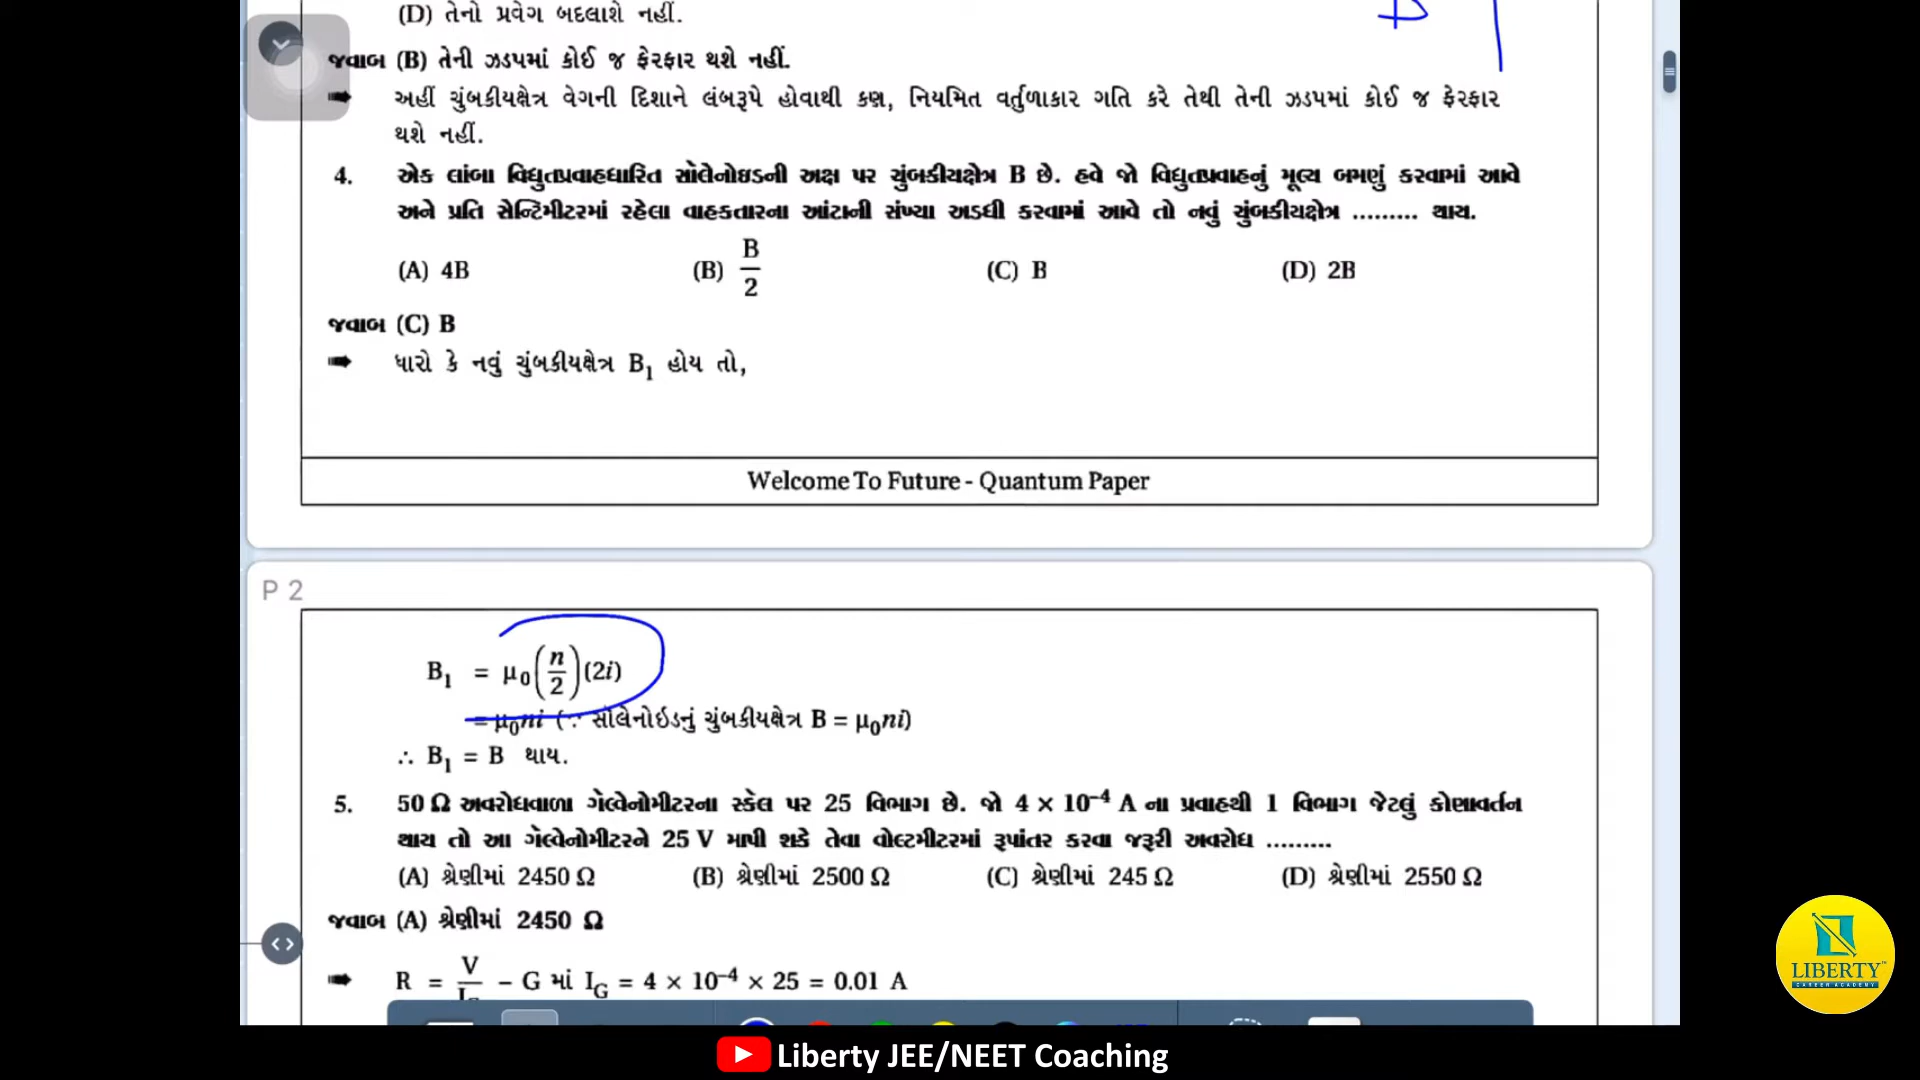 (D) તેનો પ્રવેગ બદલાશે નહીં.
જવાબ (B) તેની ઝડપમાં કોઈ જ ફેરફાર થશે નહીં.
➡ અહીં ચુંબકીયક્ષેત્ર વેગની દિશાને લંબરૂપે હોવાથી કણ, નિયમિત વર્તુળાકાર ગતિ કરે તેથી તેની ઝડપમાં કોઈ જ ફેરફાર
થશે નહીં.
4. એક લાંબા વિદ્યુતપ્રવાહધારિત સૉલેનોઇડની અક્ષ પર ચુંબકીયક્ષેત્ર B છે. હવે જો વિદ્યુતપ્રવાહનું મૂલ્ય બમણું કરવામાં આવે
અને પ્રતિ સેન્ટિમીટરમાં રહેલા વાહકતારના આંટાની સંખ્યા અડધી કરવામાં આવે તો નવું ચુંબકીયક્ષેત્ર ......... થાય.
(A) 4B (B) B/2 (C) B (D) 2B
જવાબ (C) B
➡ ધારો કે નવું ચુંબકીયક્ષેત્ર B₁ હોય તો,
Welcome To Future - Quantum Paper
P 2
B₁ = μ₀(n/2)(2i)
= μ₀ni (∵ સૉલેનોઇડનું ચુંબકીયક્ષેત્ર B = μ₀ni)
∴ B₁ = B થાય.
5. 50 Ω અવરોધવાળા ગેલ્વેનોમીટરના સ્કેલ પર 25 વિભાગ છે. જો 4 × 10⁻⁴ A ના પ્રવાહથી 1 વિભાગ જેટલું કોણાવર્તન
થાય તો આ ગેલ્વેનોમીટરને 25 V માપી શકે તેવા વોલ્ટમીટરમાં રૂપાંતર કરવા જરૂરી અવરોધ .........
(A) શ્રેણીમાં 2450 Ω (B) શ્રેણીમાં 2500 Ω (C) શ્રેણીમાં 245 Ω (D) શ્રેણીમાં 2550 Ω
જવાબ (A) શ્રેણીમાં 2450 Ω
➡ R = V/ – G માં I_G = 4 × 10⁻⁴ × 25 = 0.01 A
LIBERTY
CAREER ACADEMY
Liberty JEE/NEET Coaching